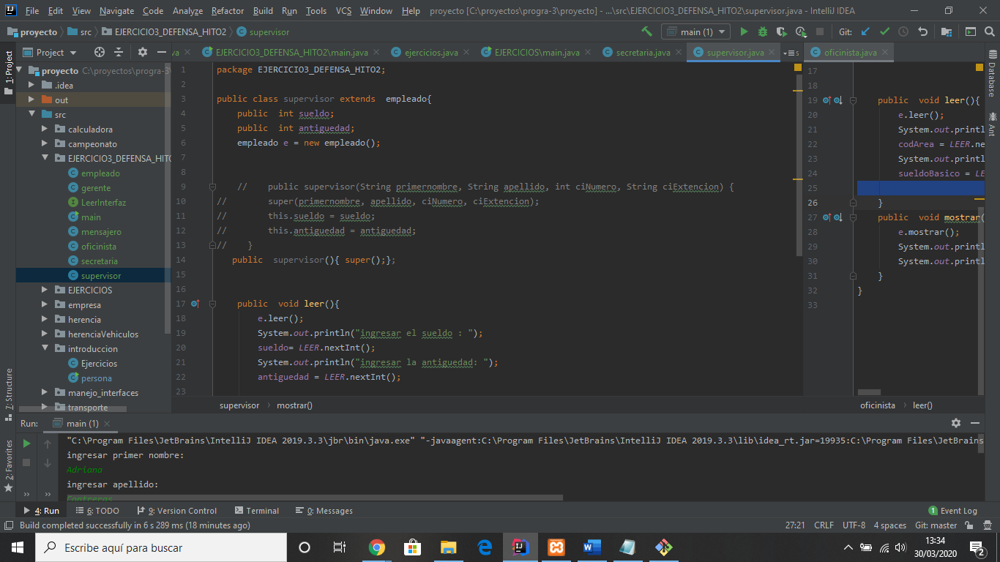 File Edit View Navigate Code Analyze Refactor Build Run Tools VCS Window Help proyecto [C:\proyectos\progra-3\proyecto] - ...\src\EJERCICIO3_DEFENSA_HITO2\supervisor.java - IntelliJ IDEA
proyecto src EJERCICIO3_DEFENSA_HITO2 supervisor main (1) Git:
Project va EJERCICIO3_DEFENSA_HITO2\main.java ejercicios.java EJERCICIOS\main.java secretaria.java supervisor.java 5 oficinista.java
1: Project
7: Structure
2: Favorites
Database
Ant
proyecto C:\proyectos\progra-3\
.idea
out
src
calculadora
campeonato
EJERCICIO3_DEFENSA_HITO
empleado
gerente
LeerInterfaz
main
mensajero
oficinista
secretaria
supervisor
EJERCICIOS
empresa
herencia
herenciaVehiculos
introduccion
Ejercicios
persona
manejo_interfaces
transporte
1 package EJERCICIO3_DEFENSA_HITO2;
2
3 public class supervisor extends  empleado{
4 public  int sueldo;
5 public  int antiguedad;
6 empleado e = new empleado();
7
8
9 //    public supervisor(String primernombre, String apellido, int ciNumero, String ciExtencion) {
10 //        super(primernombre, apellido, ciNumero, ciExtencion);
11 //        this.sueldo = sueldo;
12 //        this.antiguedad = antiguedad;
13 //    }
14 public  supervisor(){ super();};
15
16
17 public  void leer(){
18 e.leer();
19 System.out.println("ingresar el sueldo : ");
20 sueldo= LEER.nextInt();
21 System.out.println("ingresar la antiguedad: ");
22 antiguedad = LEER.nextInt();
23
supervisor › mostrar()
17
18
19 public  void leer(){
20 e.leer();
21 System.out.printl
22 codArea = LEER.ne
23 System.out.printl
24 sueldoBasico = LE
25
26 }
27 public  void mostrar(
28 e.mostrar();
29 System.out.printl
30 System.out.printl
31 }
32 }
33
oficinista › leer()
Run: main (1)
"C:\Program Files\JetBrains\IntelliJ IDEA 2019.3.3\jbr\bin\java.exe" "-javaagent:C:\Program Files\JetBrains\IntelliJ IDEA 2019.3.3\lib\idea_rt.jar=19935:C:\Program Files\JetBrains
ingresar primer nombre:
Adriana
ingresar apellido:
Contreras
4: Run 6: TODO 9: Version Control Terminal 0: Messages 1 Event Log
Build completed successfully in 6 s 289 ms (18 minutes ago) 27:21 CRLF UTF-8 4 spaces Git: master
Escribe aquí para buscar
13:34
30/03/2020
2